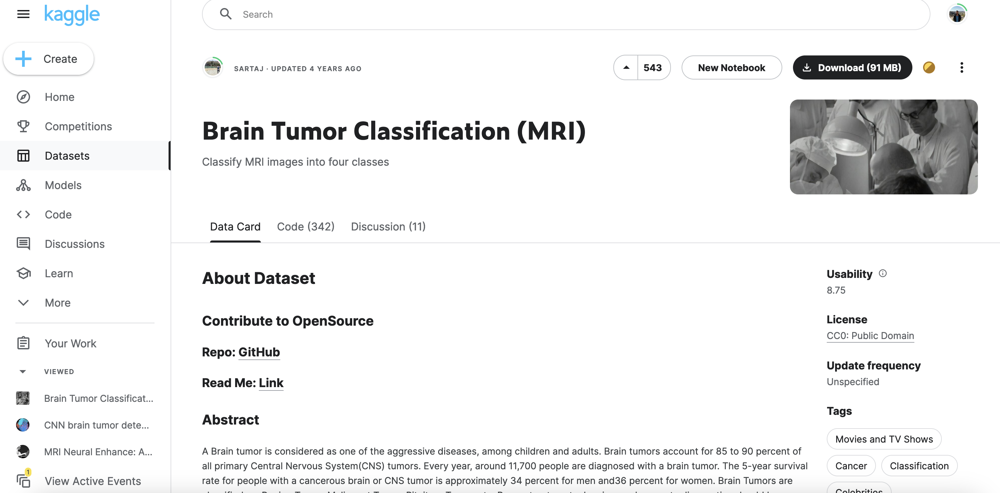 kaggle
Search
Create
Home
Competitions
Datasets
Models
Code
Discussions
Learn
More
Your Work
VIEWED
Brain Tumor Classificat...
CNN brain tumor dete...
MRI Neural Enhance: A...
1
View Active Events
SARTAJ · UPDATED 4 YEARS AGO
543
New Notebook
Download (91 MB)
Brain Tumor Classification (MRI)
Classify MRI images into four classes
Data Card
Code (342)
Discussion (11)
About Dataset
Contribute to OpenSource
Repo: GitHub
Read Me: Link
Abstract
A Brain tumor is considered as one of the aggressive diseases, among children and adults. Brain tumors account for 85 to 90 percent of
all primary Central Nervous System(CNS) tumors. Every year, around 11,700 people are diagnosed with a brain tumor. The 5-year survival
rate for people with a cancerous brain or CNS tumor is approximately 34 percent for men and36 percent for women. Brain Tumors are
Usability
8.75
License
CC0: Public Domain
Update frequency
Unspecified
Tags
Movies and TV Shows
Cancer
Classification
Celebrities